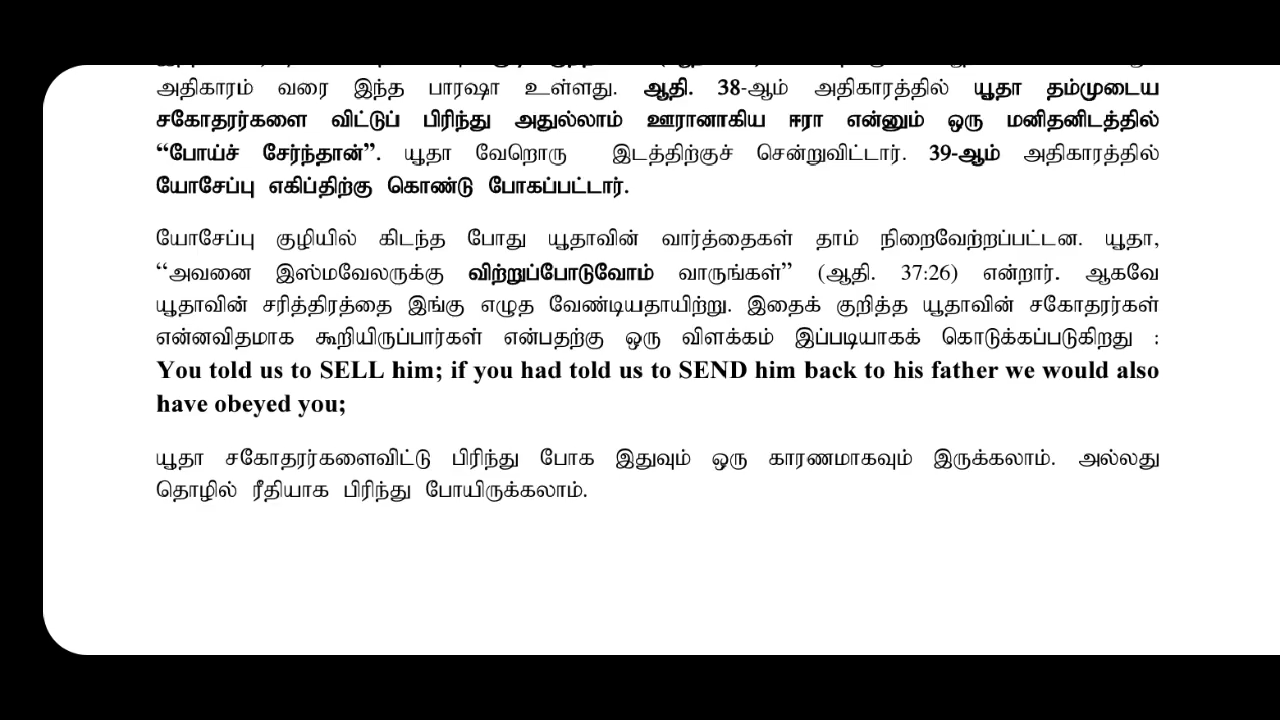 அதிகாரம் வரை இந்த பாரஷா உள்ளது. ஆதி. 38-ஆம் அதிகாரத்தில் யூதா தம்முடைய
சகோதரர்களை விட்டுப் பிரிந்து அதுல்லாம் ஊரானாகிய ஈரா என்னும் ஒரு மனிதனிடத்தில்
“போய்ச் சேர்ந்தான்”. யூதா வேறொரு இடத்திற்குச் சென்றுவிட்டார். 39-ஆம் அதிகாரத்தில்
யோசேப்பு எகிப்திற்கு கொண்டு போகப்பட்டார்.
யோசேப்பு குழியில் கிடந்த போது யூதாவின் வார்த்தைகள் தாம் நிறைவேற்றப்பட்டன. யூதா,
“அவனை இஸ்மவேலருக்கு விற்றுப்போடுவோம் வாருங்கள்” (ஆதி. 37:26) என்றார். ஆகவே
யூதாவின் சரித்திரத்தை இங்கு எழுத வேண்டியதாயிற்று. இதைக் குறித்த யூதாவின் சகோதரர்கள்
என்னவிதமாக கூறியிருப்பார்கள் என்பதற்கு ஒரு விளக்கம் இப்படியாகக் கொடுக்கப்படுகிறது :
You told us to SELL him; if you had told us to SEND him back to his father we would also
have obeyed you;
யூதா சகோதரர்களைவிட்டு பிரிந்து போக இதுவும் ஒரு காரணமாகவும் இருக்கலாம். அல்லது
தொழில் ரீதியாக பிரிந்து போயிருக்கலாம்.